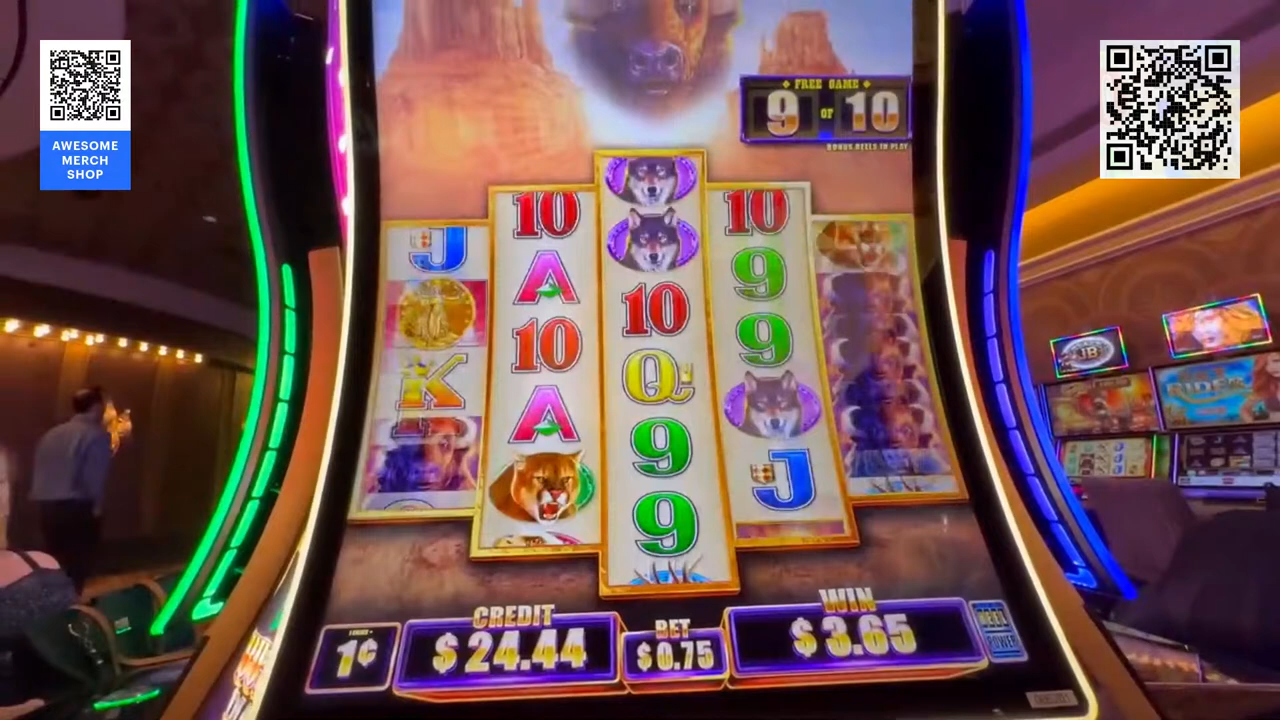 AWESOME
MERCH
SHOP
FREE GAME
9 OF 10
BONUS REELS IN PLAY
J
K
10
A
10
A
10
Q
9
9
10
9
9
J
JB
CREDIT
BET
WIN
1¢
$24.44
$0.75
$3.65
REEL
POWER